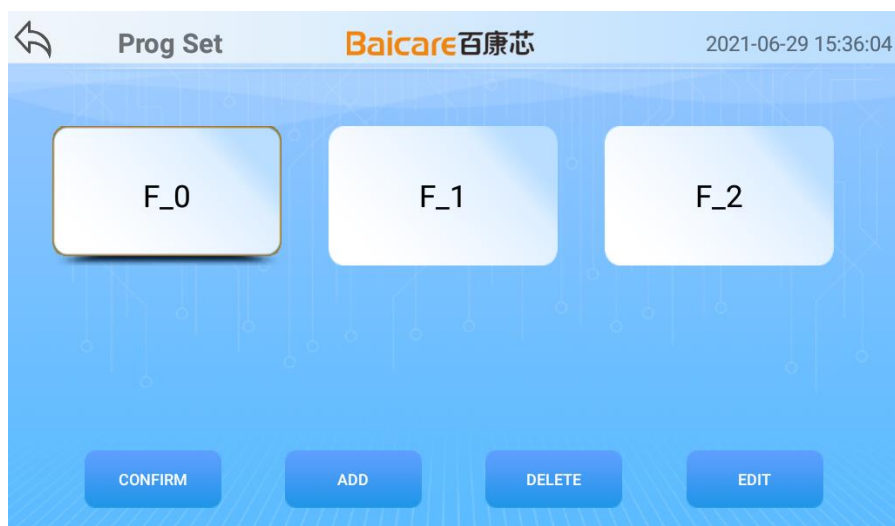 Prog Set Baicare百康芯 2021-06-29 15:36:04
F_0 F_1 F_2
CONFIRM ADD DELETE EDIT